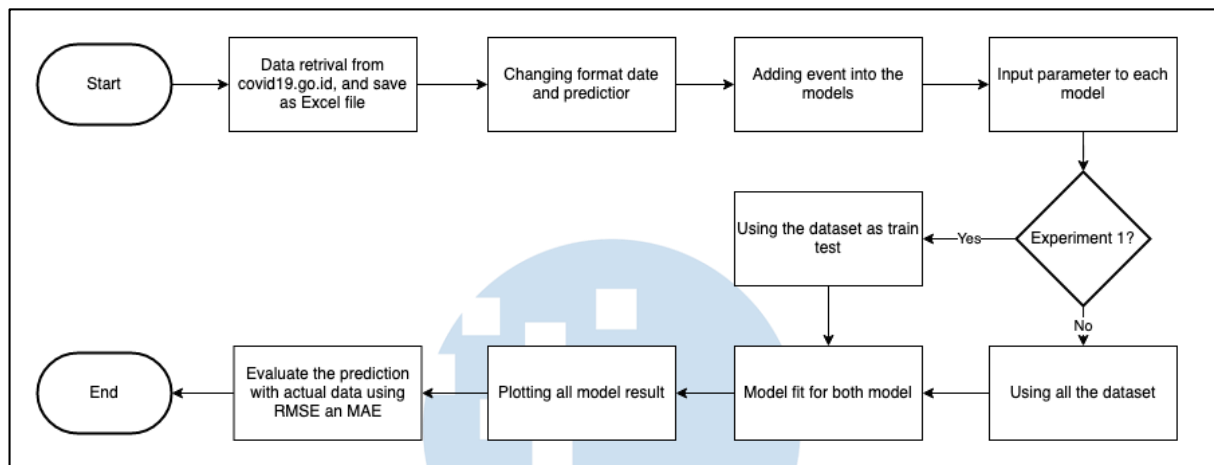 Start
Data retrival from
covid19.go.id, and save
as Excel file
Changing format date
and predictior
Adding event into the
models
Input parameter to each
model
Experiment 1?
Yes
Using the dataset as train
test
No
Using all the dataset
Model fit for both model
Plotting all model result
Evaluate the prediction
with actual data using
RMSE an MAE
End